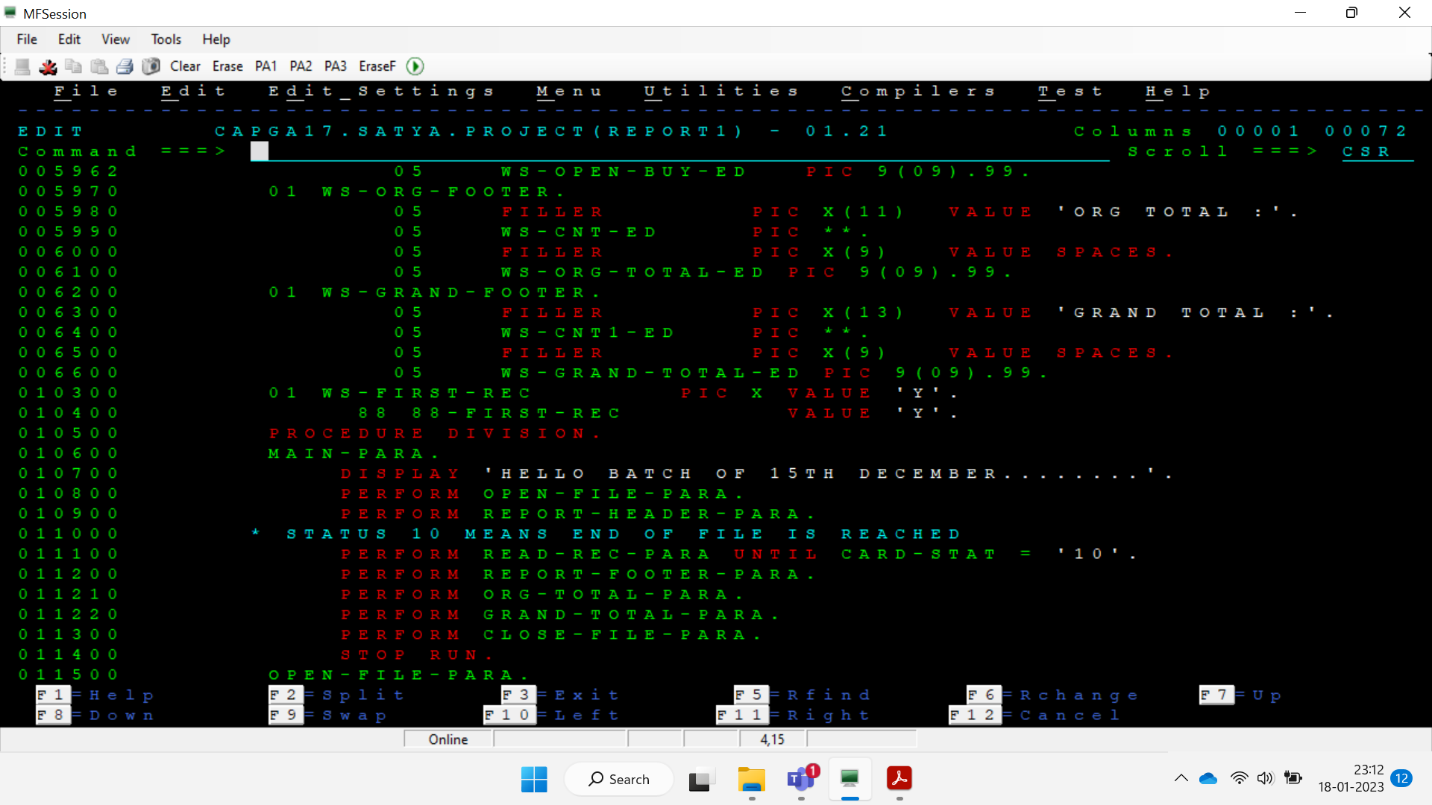 MFSession
File Edit View Tools Help
Clear Erase PA1 PA2 PA3 EraseF
File Edit Edit_Settings Menu Utilities Compilers Test Help
EDIT CAPGA17.SATYA.PROJECT(REPORT1) - 01.21 Columns 00001 00072
Command ===> Scroll ===> CSR
005962 05 WS-OPEN-BUY-ED PIC 9(09).99.
005970 01 WS-ORG-FOOTER.
005980 05 FILLER PIC X(11) VALUE 'ORG TOTAL :'.
005990 05 WS-CNT-ED PIC **.
006000 05 FILLER PIC X(9) VALUE SPACES.
006100 05 WS-ORG-TOTAL-ED PIC 9(09).99.
006200 01 WS-GRAND-FOOTER.
006300 05 FILLER PIC X(13) VALUE 'GRAND TOTAL :'.
006400 05 WS-CNT1-ED PIC **.
006500 05 FILLER PIC X(9) VALUE SPACES.
006600 05 WS-GRAND-TOTAL-ED PIC 9(09).99.
010300 01 WS-FIRST-REC PIC X VALUE 'Y'.
010400 88 88-FIRST-REC VALUE 'Y'.
010500 PROCEDURE DIVISION.
010600 MAIN-PARA.
010700 DISPLAY 'HELLO BATCH OF 15TH DECEMBER........'.
010800 PERFORM OPEN-FILE-PARA.
010900 PERFORM REPORT-HEADER-PARA.
011000 * STATUS 10 MEANS END OF FILE IS REACHED
011100 PERFORM READ-REC-PARA UNTIL CARD-STAT = '10'.
011200 PERFORM REPORT-FOOTER-PARA.
011210 PERFORM ORG-TOTAL-PARA.
011220 PERFORM GRAND-TOTAL-PARA.
011300 PERFORM CLOSE-FILE-PARA.
011400 STOP RUN.
011500 OPEN-FILE-PARA.
F1=Help F2=Split F3=Exit F5=Rfind F6=Rchange F7=Up
F8=Down F9=Swap F10=Left F11=Right F12=Cancel
Online 4,15
Search 1 23:12
18-01-2023 12